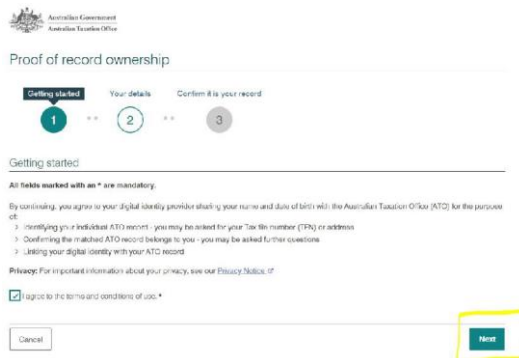 Australian Government
Australian Taxation Office
Proof of record ownership
Getting started
Your details
Confirm it is your record
1
2
3
Getting started
All fields marked with an * are mandatory.
By continuing, you agree to your digital identity provider sharing your name and date of birth with the Australian Taxation Office (ATO) for the purpose
of:
> Identifying your individual ATO record - you may be asked for your Tax file number (TFN) or address
> Confirming the matched ATO record belongs to you - you may be asked further questions
> Linking your digital identity with your ATO record
Privacy: For important information about your privacy, see our Privacy Notice
I agree to the terms and conditions of use. *
Cancel
Next